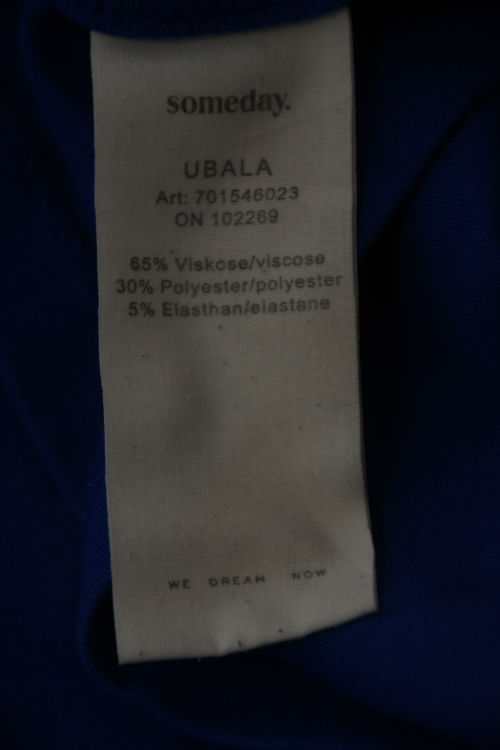 someday.
UBALA
Art: 701546023
ON 102269
65% Viskose/viscose
30% Polyester/polyester
5% Elasthan/elastane
WE DREAM NOW